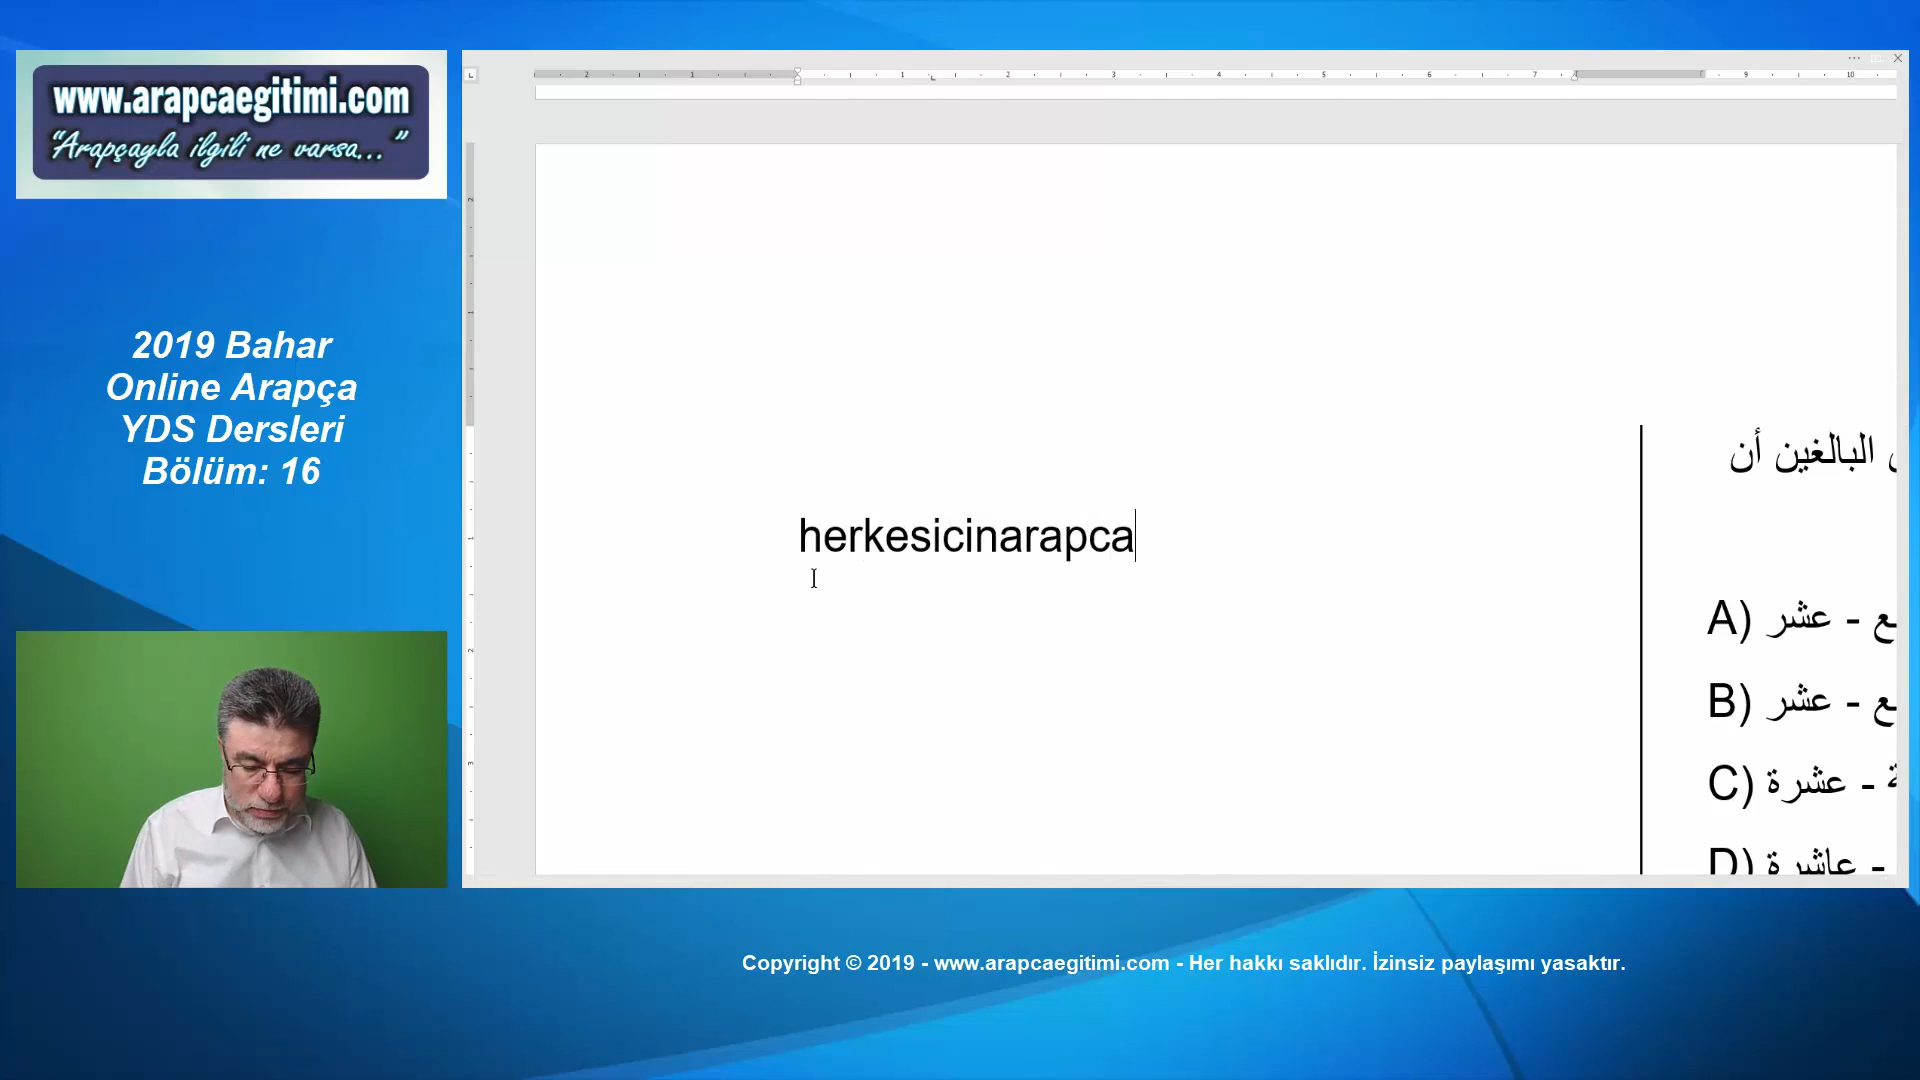 www.arapcaegitimi.com
“Arapçayla ilgili ne varsa...”
2019 Bahar
Online Arapça
YDS Dersleri
Bölüm: 16
herkesicinarapca
البالغين أن
A) عشر -
B) عشر -
C) عشرة -
D) عاشرة -
Copyright © 2019 - www.arapcaegitimi.com - Her hakkı saklıdır. İzinsiz paylaşımı yasaktır.